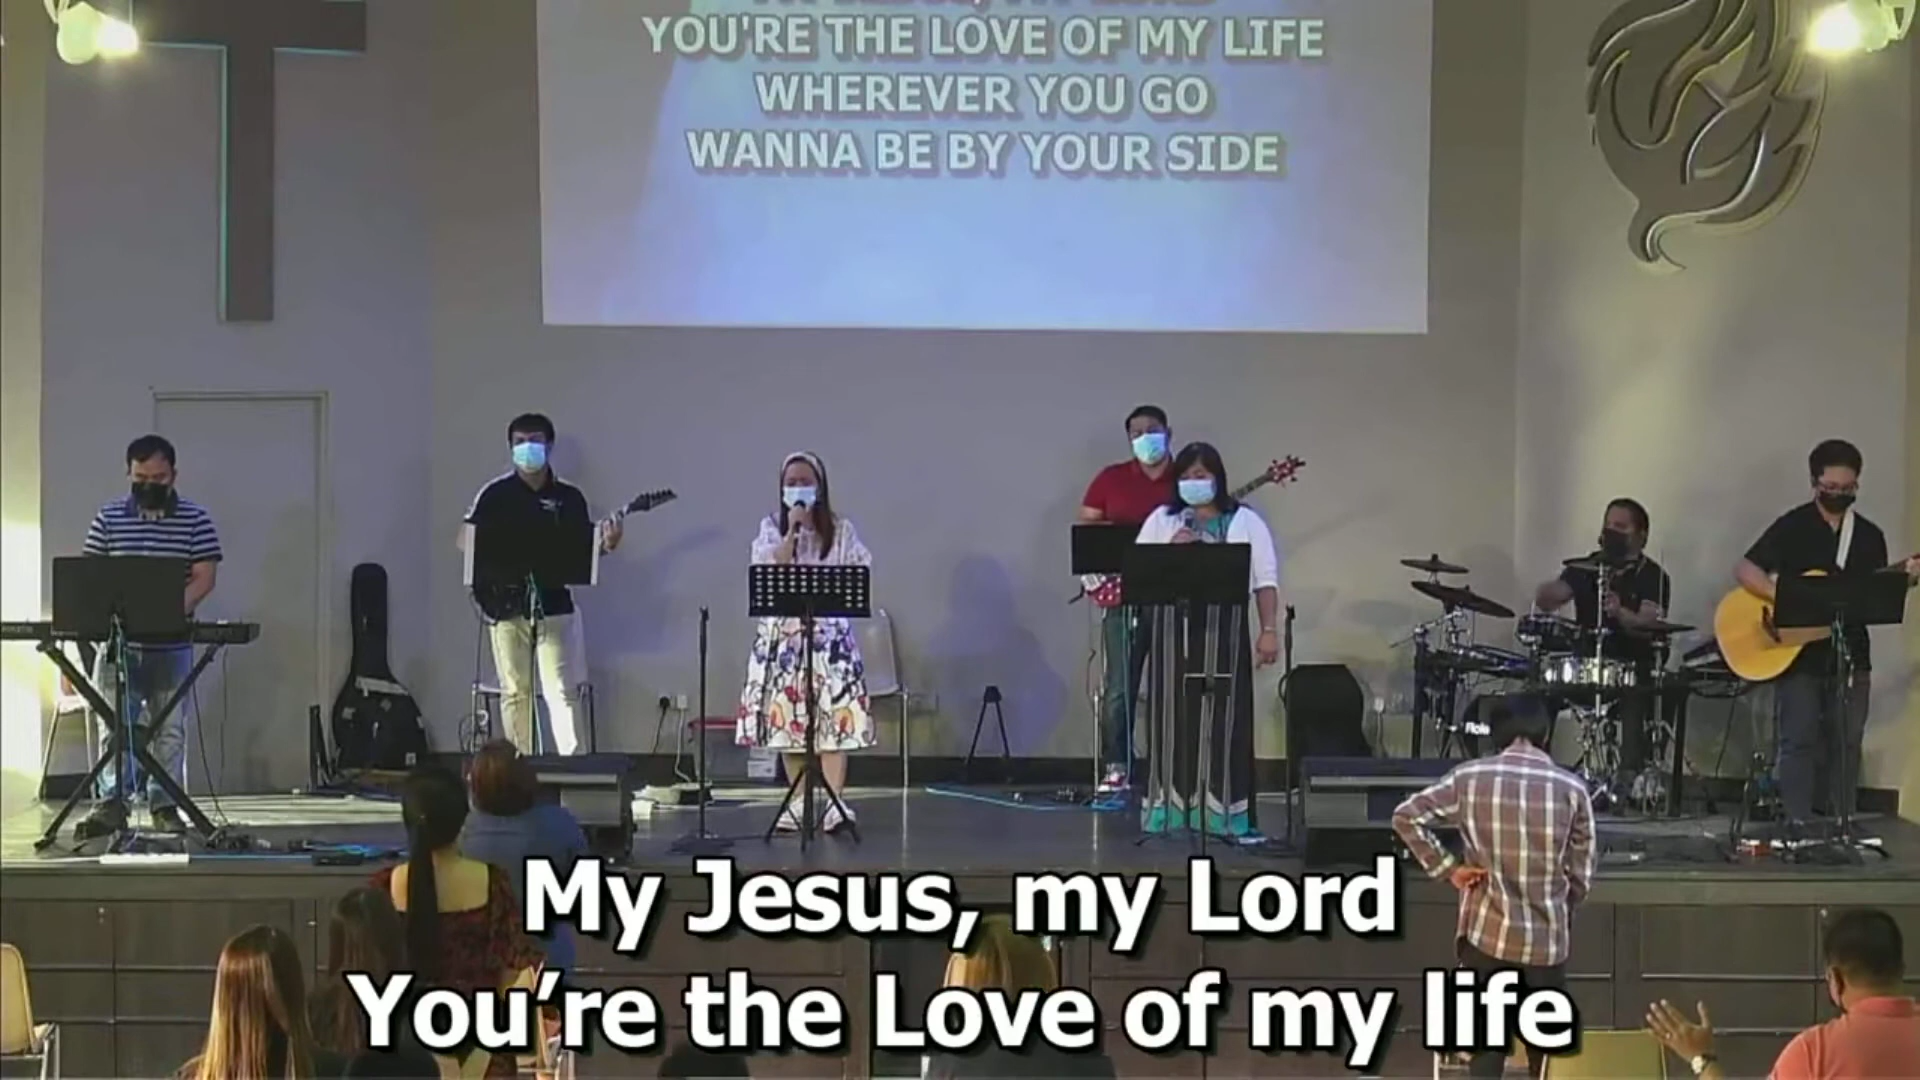 YOU'RE THE LOVE OF MY LIFE
WHEREVER YOU GO
WANNA BE BY YOUR SIDE
Roland
My Jesus, my Lord
You’re the Love of my life